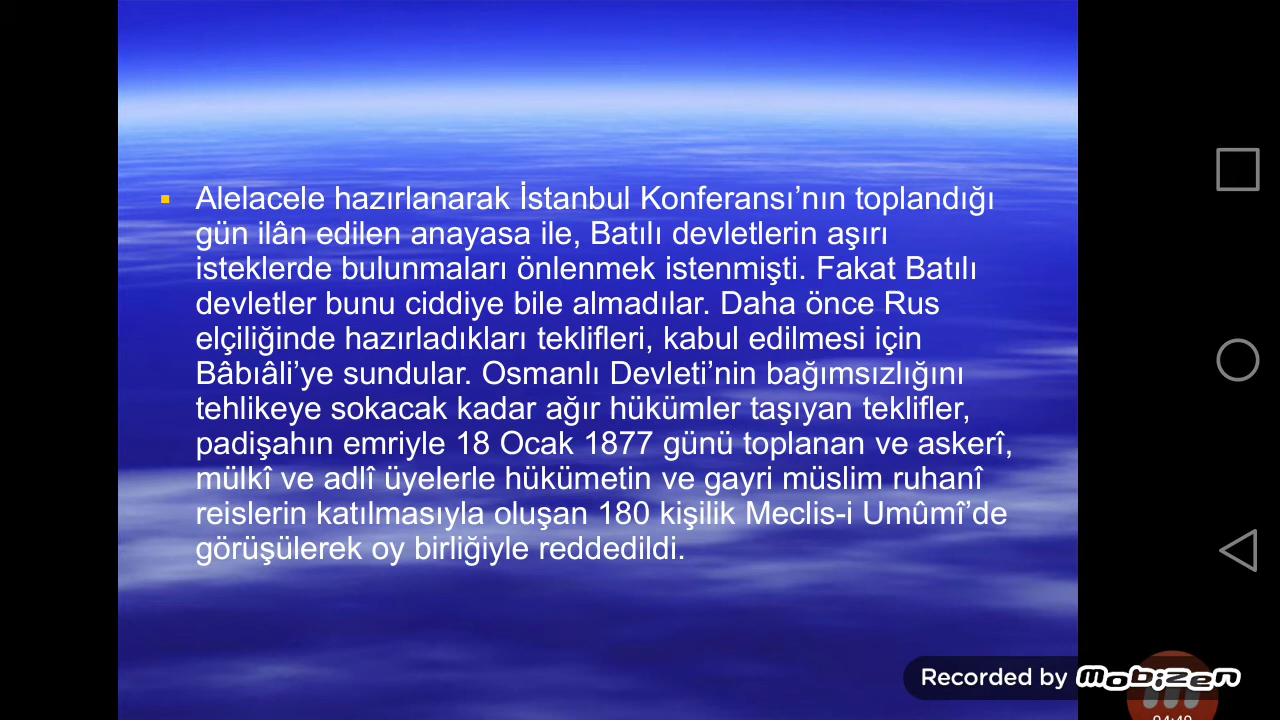 Alelacele hazırlanarak İstanbul Konferansı’nın toplandığı
gün ilân edilen anayasa ile, Batılı devletlerin aşırı
isteklerde bulunmaları önlenmek istenmişti. Fakat Batılı
devletler bunu ciddiye bile almadılar. Daha önce Rus
elçiliğinde hazırladıkları teklifleri, kabul edilmesi için
Bâbıâli’ye sundular. Osmanlı Devleti’nin bağımsızlığını
tehlikeye sokacak kadar ağır hükümler taşıyan teklifler,
padişahın emriyle 18 Ocak 1877 günü toplanan ve askerî,
mülkî ve adlî üyelerle hükümetin ve gayri müslim ruhanî
reislerin katılmasıyla oluşan 180 kişilik Meclis-i Umûmî’de
görüşülerek oy birliğiyle reddedildi.
Recorded by Mobizen